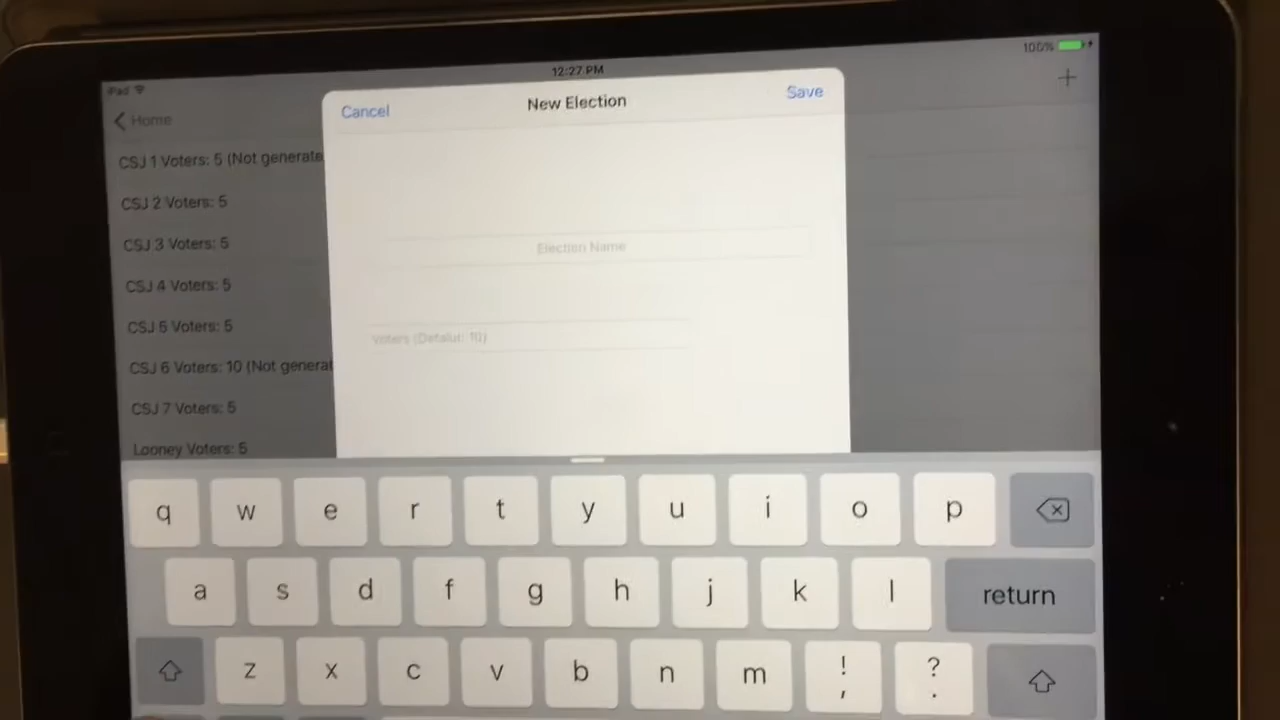 iPad
12:27 PM
100%
Home
Cancel
New Election
Save
CSJ 1 Voters: 5 (Not generate
CSJ 2 Voters: 5
CSJ 3 Voters: 5
CSJ 4 Voters: 5
CSJ 5 Voters: 5
CSJ 6 Voters: 10 (Not generat
CSJ 7 Voters: 5
Looney Voters: 5
Election Name
Voters (Defalut: 10)
q w e r t y u i o p
a s d f g h j k l return
z x c v b n m ! , ? .